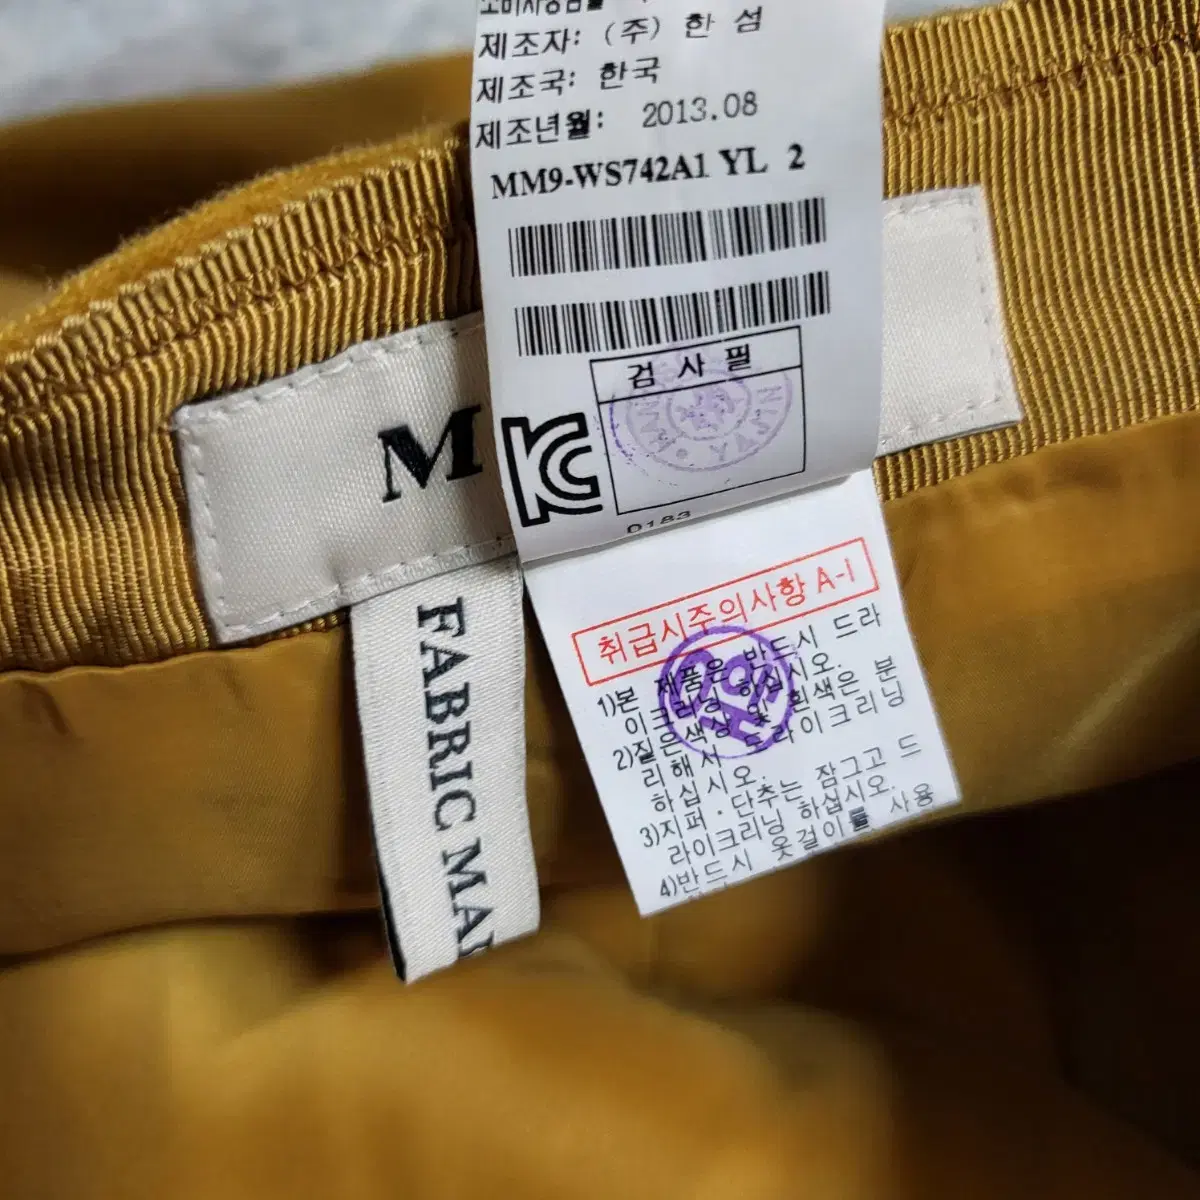 제조자: (주) 한 섬
제조국: 한국
제조년월: 2013.08
MM9-WS742A1 YL 2
검 사 필
M
KC
D183
취급시주의사항 A-1
1)본 제품은 반드시 드라
이크리닝 하십시오.
2)짙은색상 및 흰색은 분
리해서 드라이크리닝
하십시오.
3)지퍼·단추는 잠그고 드
라이크리닝 하십시오.
4)반드시 옷걸이를 사용
FABRIC MA